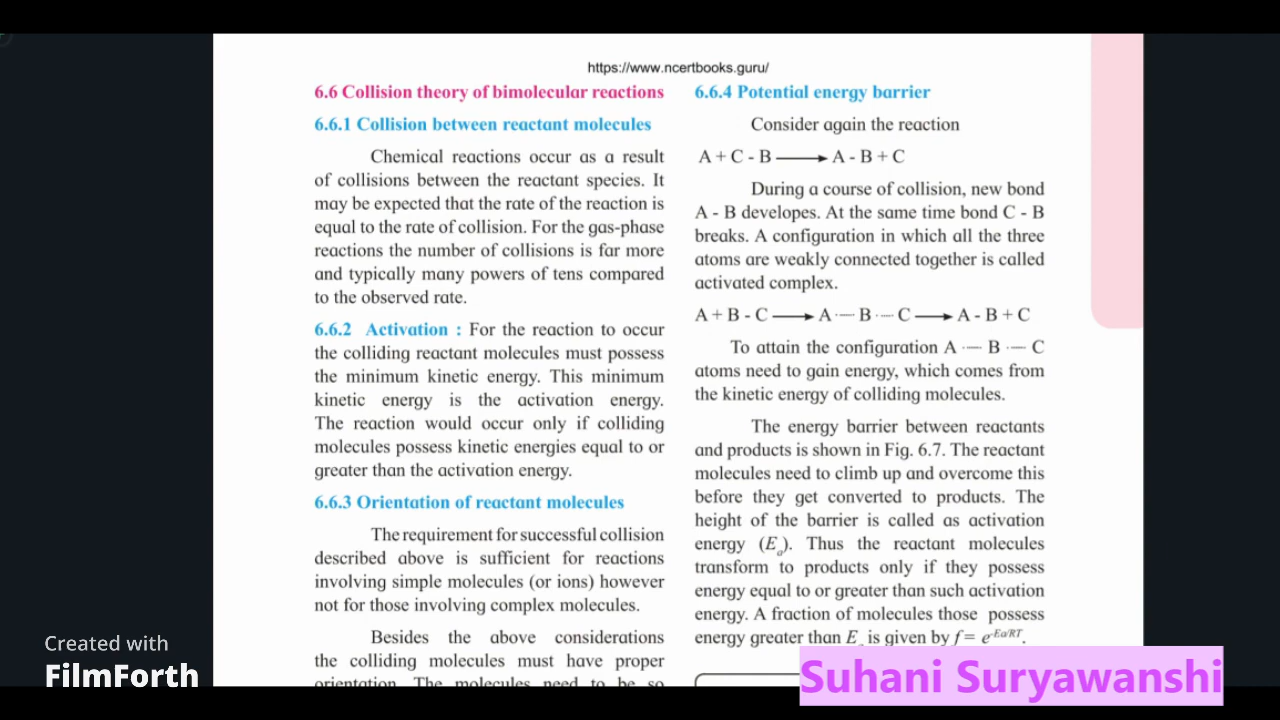 https://www.ncertbooks.guru/
6.6 Collision theory of bimolecular reactions
6.6.1 Collision between reactant molecules
Chemical reactions occur as a result
of collisions between the reactant species. It
may be expected that the rate of the reaction is
equal to the rate of collision. For the gas-phase
reactions the number of collisions is far more
and typically many powers of tens compared
to the observed rate.
6.6.2 Activation : For the reaction to occur
the colliding reactant molecules must possess
the minimum kinetic energy. This minimum
kinetic energy is the activation energy.
The reaction would occur only if colliding
molecules possess kinetic energies equal to or
greater than the activation energy.
6.6.3 Orientation of reactant molecules
The requirement for successful collision
described above is sufficient for reactions
involving simple molecules (or ions) however
not for those involving complex molecules.
Besides the above considerations
the colliding molecules must have proper
orientation. The molecules need to be so
6.6.4 Potential energy barrier
Consider again the reaction
A + C - B ⟶ A - B + C
During a course of collision, new bond
A - B developes. At the same time bond C - B
breaks. A configuration in which all the three
atoms are weakly connected together is called
activated complex.
A + B - C ⟶ A ·-· B ·-· C ⟶ A - B + C
To attain the configuration A ·-· B ·-· C
atoms need to gain energy, which comes from
the kinetic energy of colliding molecules.
The energy barrier between reactants
and products is shown in Fig. 6.7. The reactant
molecules need to climb up and overcome this
before they get converted to products. The
height of the barrier is called as activation
energy (Ea). Thus the reactant molecules
transform to products only if they possess
energy equal to or greater than such activation
energy. A fraction of molecules those possess
energy greater than E is given by f = e-Ea/RT.
Created with
FilmForth
Suhani Suryawanshi